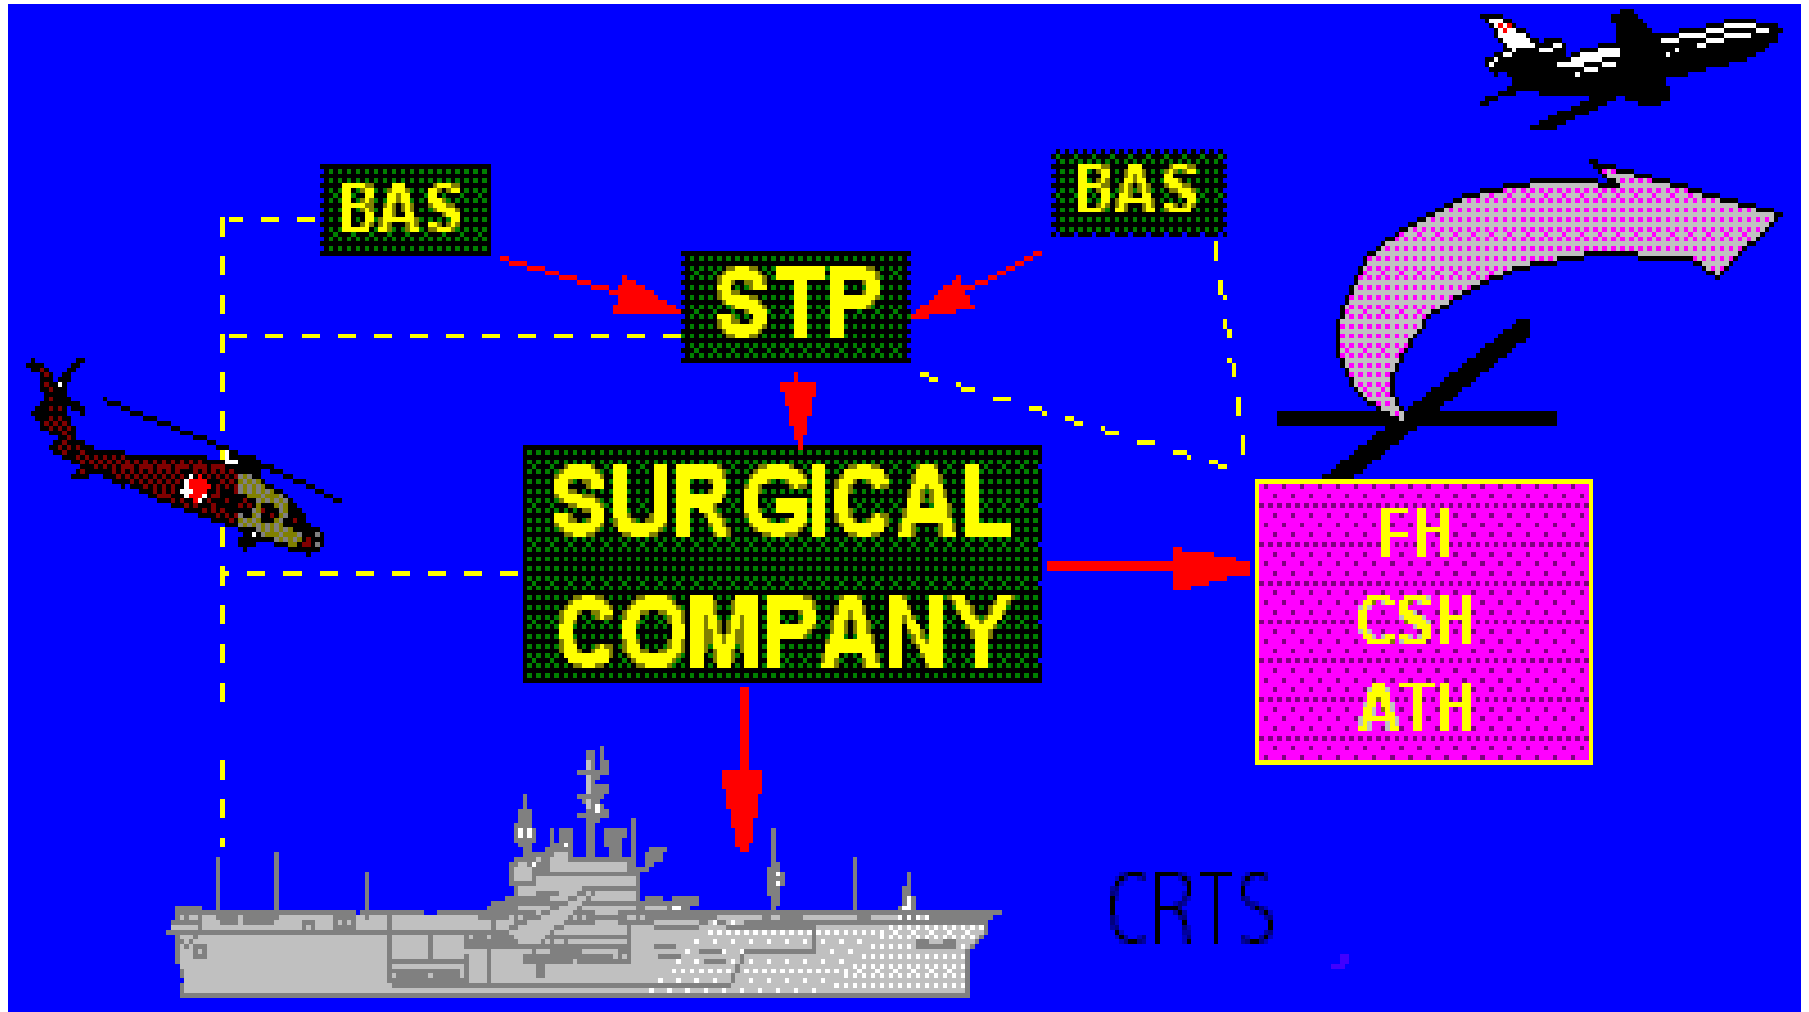 BAS
BAS
STP
SURGICAL
COMPANY
FH
CSH
ATH
CRTS